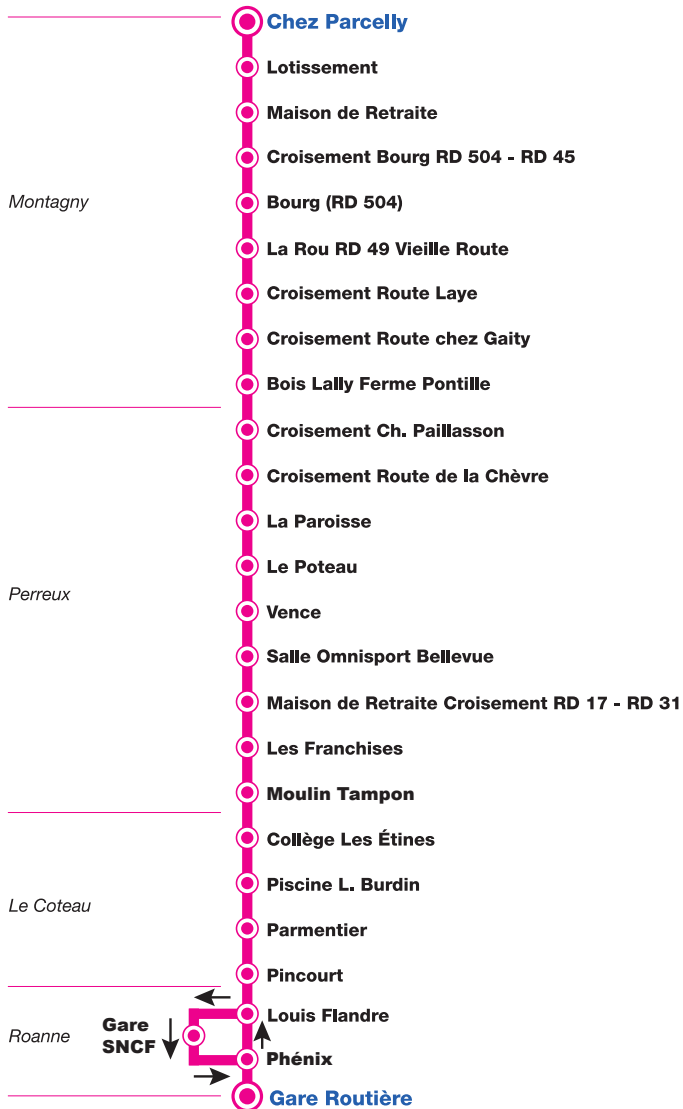 Chez Parcelly
Lotissement
Maison de Retraite
Croisement Bourg RD 504 - RD 45
Montagny
Bourg (RD 504)
La Rou RD 49 Vieille Route
Croisement Route Laye
Croisement Route chez Gaity
Bois Lally Ferme Pontille
Croisement Ch. Paillasson
Croisement Route de la Chèvre
La Paroisse
Le Poteau
Perreux
Vence
Salle Omnisport Bellevue
Maison de Retraite Croisement RD 17 - RD 31
Les Franchises
Moulin Tampon
Collège Les Étines
Piscine L. Burdin
Le Coteau
Parmentier
Pincourt
Louis Flandre
Roanne
Gare
SNCF
Phénix
Gare Routière